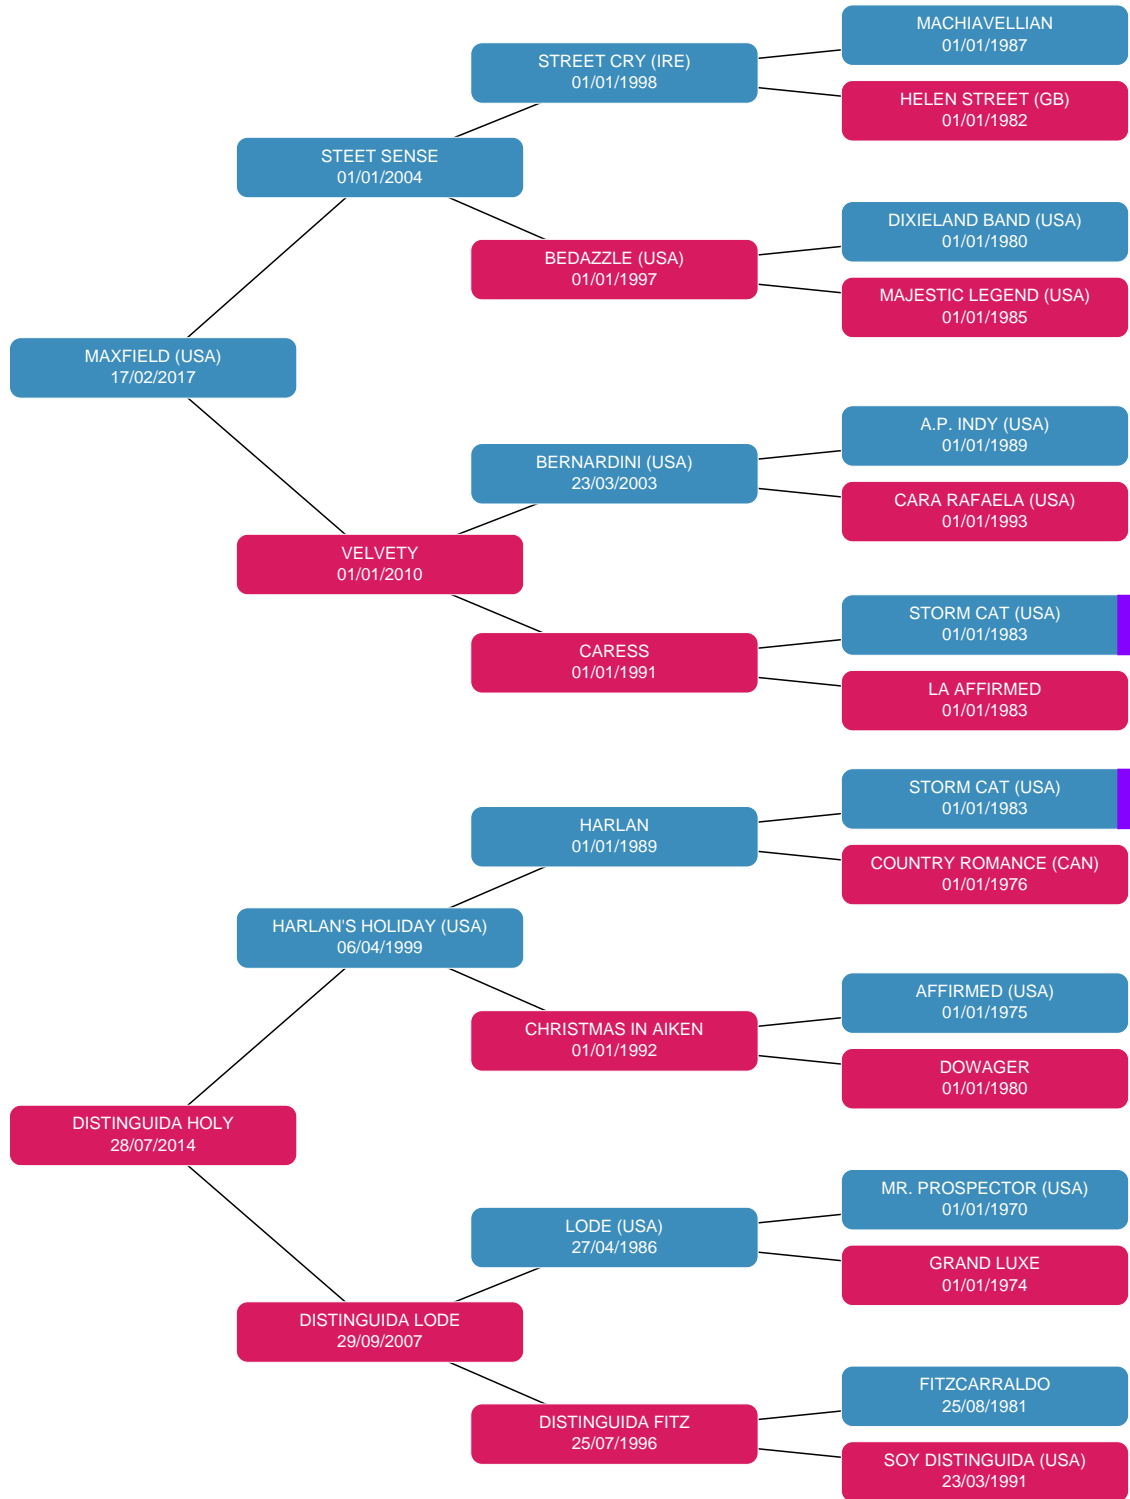 MACHIAVELLIAN
01/01/1987
STREET CRY (IRE)
01/01/1998
HELEN STREET (GB)
01/01/1982
STEET SENSE
01/01/2004
DIXIELAND BAND (USA)
01/01/1980
BEDAZZLE (USA)
01/01/1997
MAJESTIC LEGEND (USA)
01/01/1985
MAXFIELD (USA)
17/02/2017
A.P. INDY (USA)
01/01/1989
BERNARDINI (USA)
23/03/2003
CARA RAFAELA (USA)
01/01/1993
VELVETY
01/01/2010
STORM CAT (USA)
01/01/1983
CARESS
01/01/1991
LA AFFIRMED
01/01/1983
STORM CAT (USA)
01/01/1983
HARLAN
01/01/1989
COUNTRY ROMANCE (CAN)
01/01/1976
HARLAN'S HOLIDAY (USA)
06/04/1999
AFFIRMED (USA)
01/01/1975
CHRISTMAS IN AIKEN
01/01/1992
DOWAGER
01/01/1980
DISTINGUIDA HOLY
28/07/2014
MR. PROSPECTOR (USA)
01/01/1970
LODE (USA)
27/04/1986
GRAND LUXE
01/01/1974
DISTINGUIDA LODE
29/09/2007
FITZCARRALDO
25/08/1981
DISTINGUIDA FITZ
25/07/1996
SOY DISTINGUIDA (USA)
23/03/1991